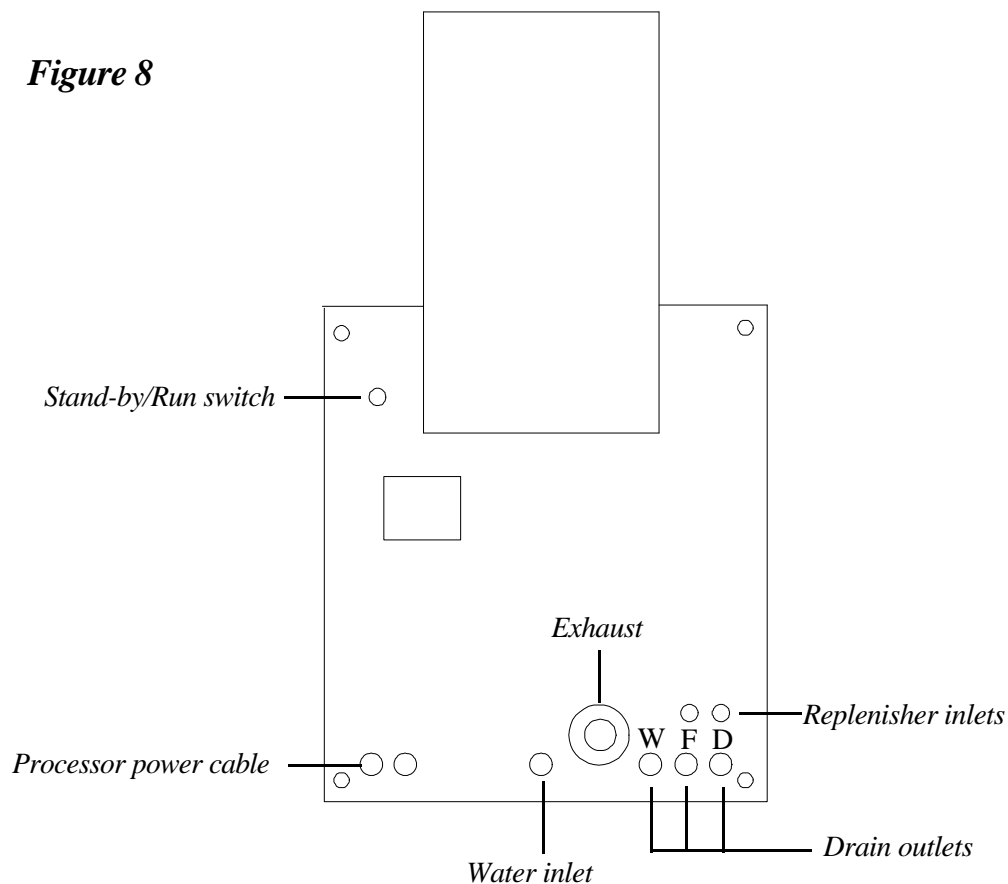 Figure 8
Stand-by/Run switch
Exhaust
Replenisher inlets
W F D
Processor power cable
Drain outlets
Water inlet